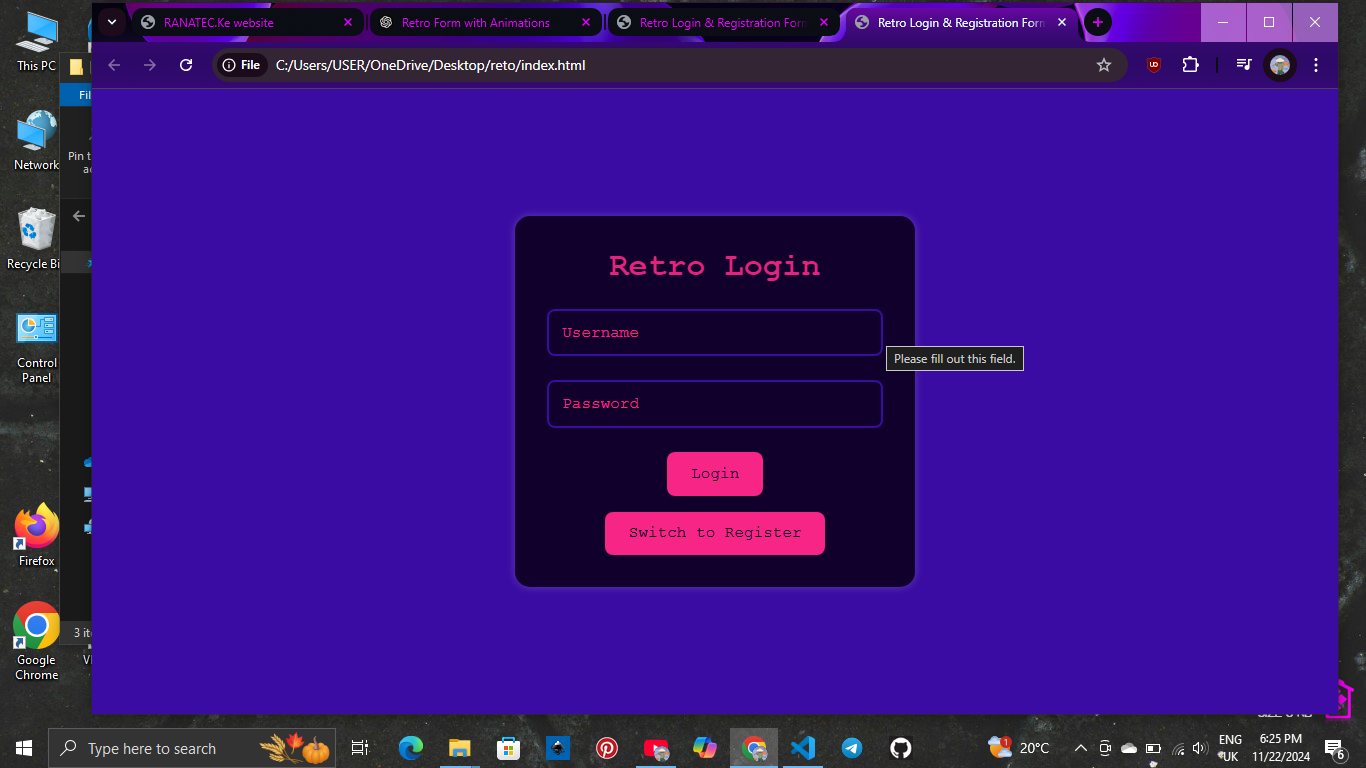 RANATEC.Ke website
Retro Form with Animations
Retro Login & Registration For
Retro Login & Registration Form
File
C:/Users/USER/OneDrive/Desktop/reto/index.html
This PC
Network
Recycle Bi
Control
Panel
Firefox
Google
Chrome
Fil
Pin t
ac
3 it
Retro Login
Username
Please fill out this field.
Password
Login
Switch to Register
Type here to search
1
20°C
ENG
UK
6:25 PM
11/22/2024
6